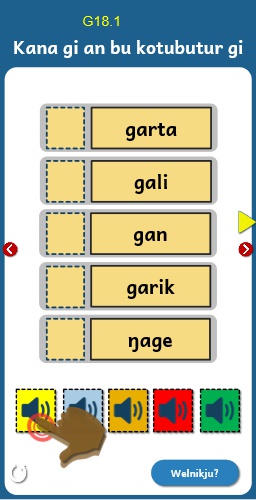 G18.1
Kana gi an bu kotubutur gi
garta
gali
gan
garik
ŋage
Welnikju?